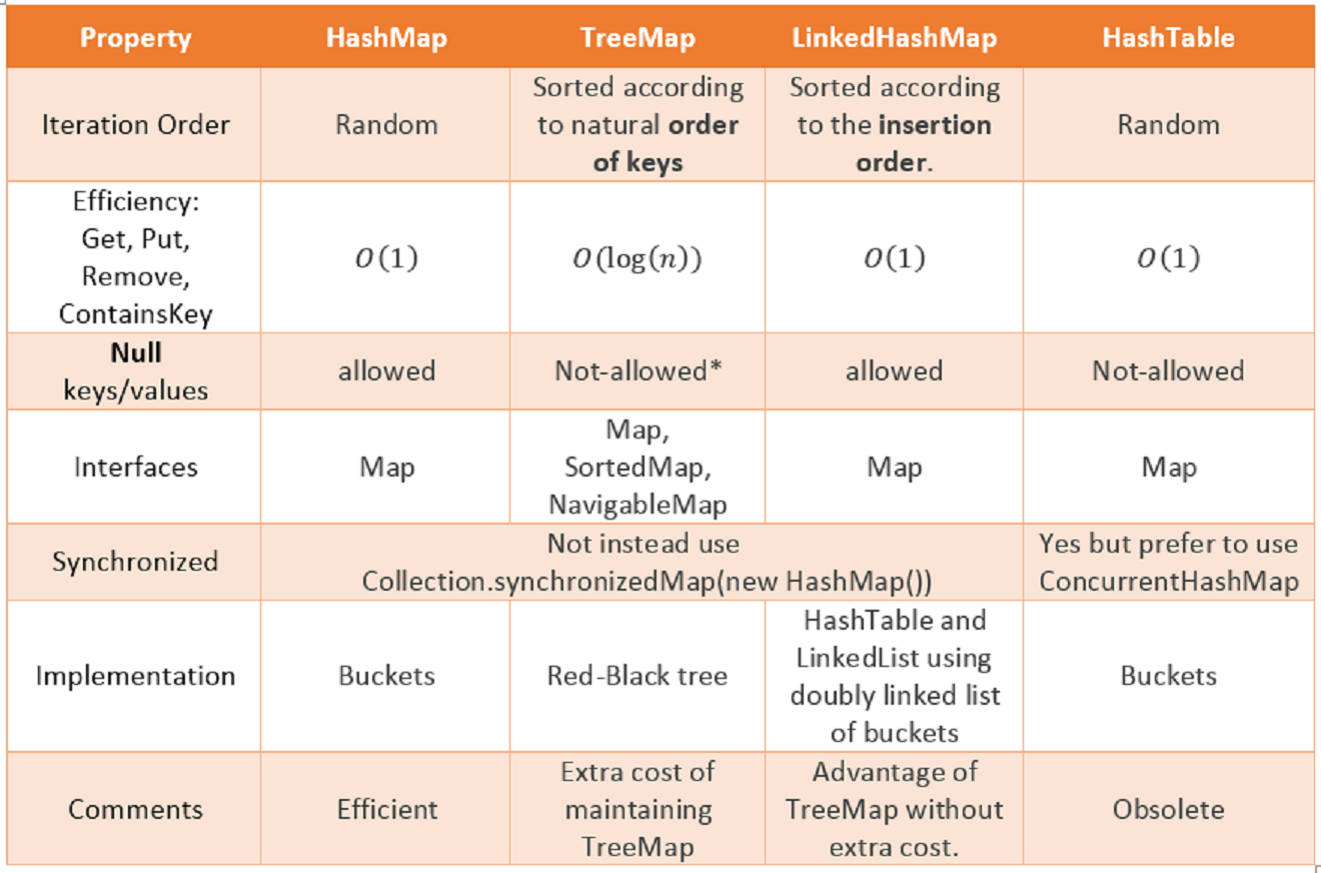 Property HashMap TreeMap LinkedHashMap HashTable
Iteration Order Random Sorted according to natural order of keys Sorted according to the insertion order. Random
Efficiency: Get, Put, Remove, ContainsKey O(1) O(log(n)) O(1) O(1)
Null keys/values allowed Not-allowed* allowed Not-allowed
Interfaces Map Map, SortedMap, NavigableMap Map Map
Synchronized Not instead use Collection.synchronizedMap(new HashMap()) Yes but prefer to use ConcurrentHashMap
Implementation Buckets Red-Black tree HashTable and LinkedList using doubly linked list of buckets Buckets
Comments Efficient Extra cost of maintaining TreeMap Advantage of TreeMap without extra cost. Obsolete